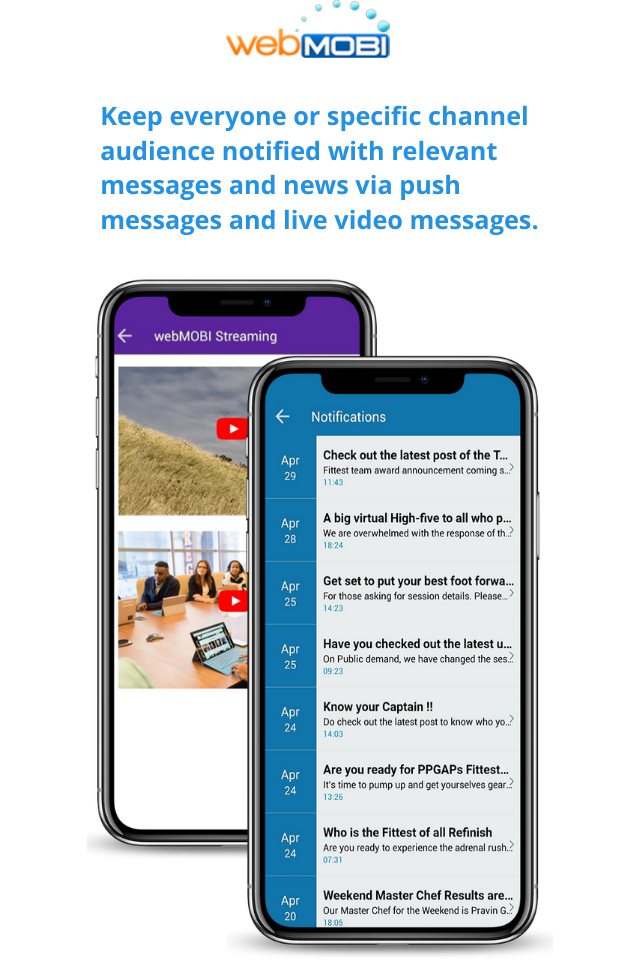 webMOBI
Keep everyone or specific channel
audience notified with relevant
messages and news via push
messages and live video messages.
webMOBI Streaming
Notifications
Apr
29
Check out the latest post of the T...
Fittest team award announcement coming s...
11:43
Apr
28
A big virtual High-five to all who p...
We are overwhelmed with the response of th...
18:24
Apr
25
Get set to put your best foot forwa...
For those asking for session details. Please...
14:23
Apr
25
Have you checked out the latest u...
On Public demand, we have changed the ses...
09:23
Apr
24
Know your Captain !!
Do check out the latest post to know who yo...
14:03
Apr
24
Are you ready for PPGAPs Fittest...
It's time to pump up and get yourselves gear...
13:26
Apr
24
Who is the Fittest of all Refinish
Are you ready to experience the adrenal rush...
07:31
Apr
20
Weekend Master Chef Results are...
Our Master Chef for the Weekend is Pravin G...
18:05